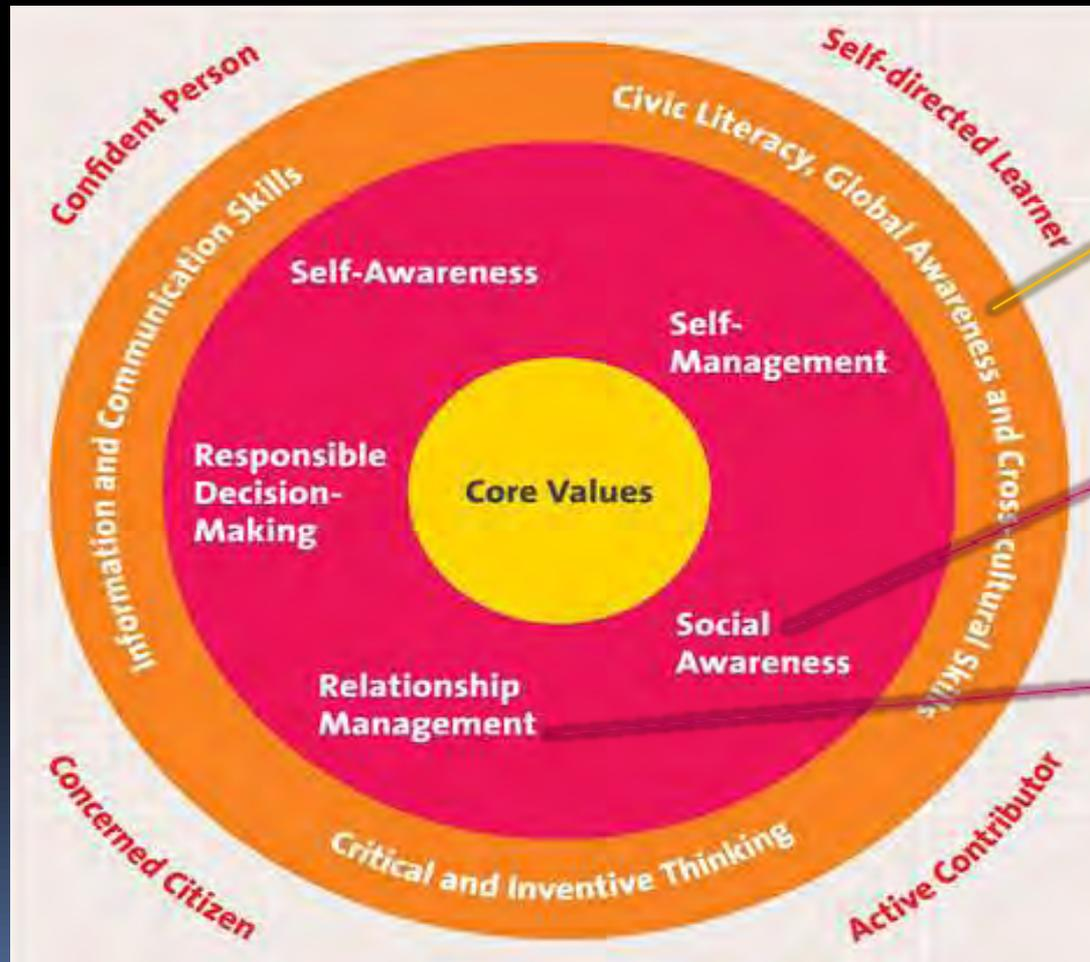 Confident Person
Self-directed Learner
Civic Literacy, Global Awareness and Cross-cultural Skills
Information and Communication Skills
Self-Awareness
Self-
Management
Responsible
Decision-
Making
Core Values
Social
Awareness
Relationship
Management
Critical and Inventive Thinking
Concerned Citizen
Active Contributor